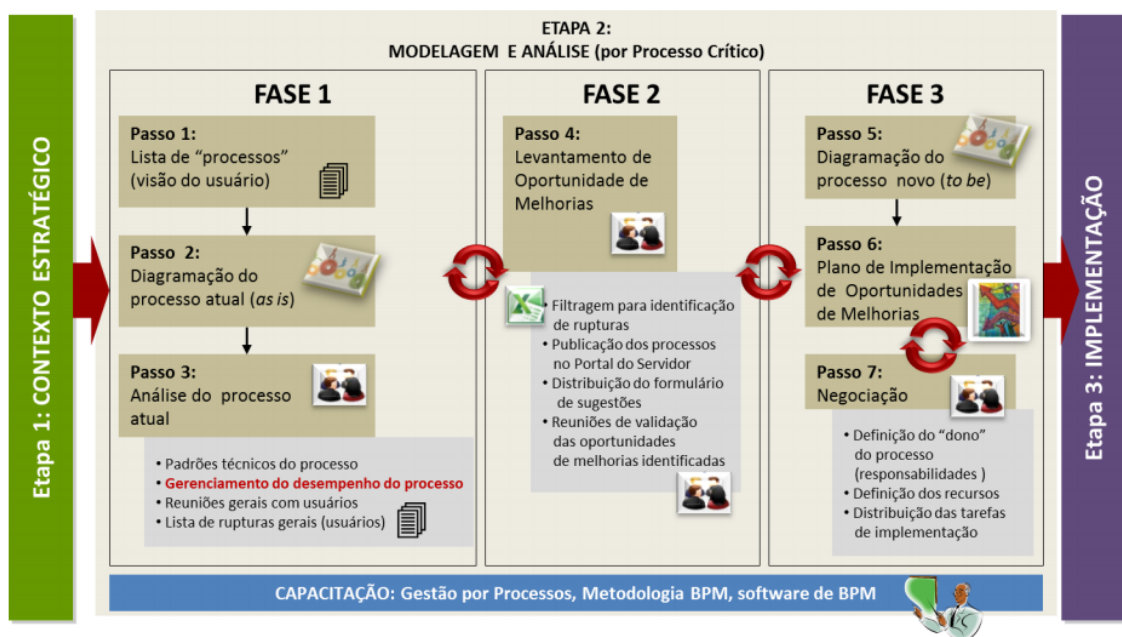 Etapa 1: CONTEXTO ESTRATÉGICO
ETAPA 2:
MODELAGEM E ANÁLISE (por Processo Crítico)
FASE 1
Passo 1:
Lista de “processos”
(visão do usuário)
Passo 2
Diagramação do
processo atual (as is)
Passo 3:
Análise do processo
atual
• Padrões técnicos do processo
• Gerenciamento do desempenho do processo
• Reuniões gerais com usuários
• Lista de rupturas gerais (usuários)
FASE 2
Passo 4:
Levantamento de
Oportunidade de
Melhorias
• Filtragem para identificação
de rupturas
• Publicação dos processos
no Portal do Servidor
• Distribuição do formulário
de sugestões
• Reuniões de validação
das oportunidades
de melhorias identificadas
FASE 3
Passo 5:
Diagramação do
processo novo (to be)
Passo 6:
Plano de Implementação
de Oportunidades
de Melhorias
Passo 7:
Negociação
• Definição do “dono”
do processo
(responsabilidades )
• Definição dos recursos
• Distribuição das tarefas
de implementação
CAPACITAÇÃO: Gestão por Processos, Metodologia BPM, software de BPM
Etapa 3: IMPLEMENTAÇÃO